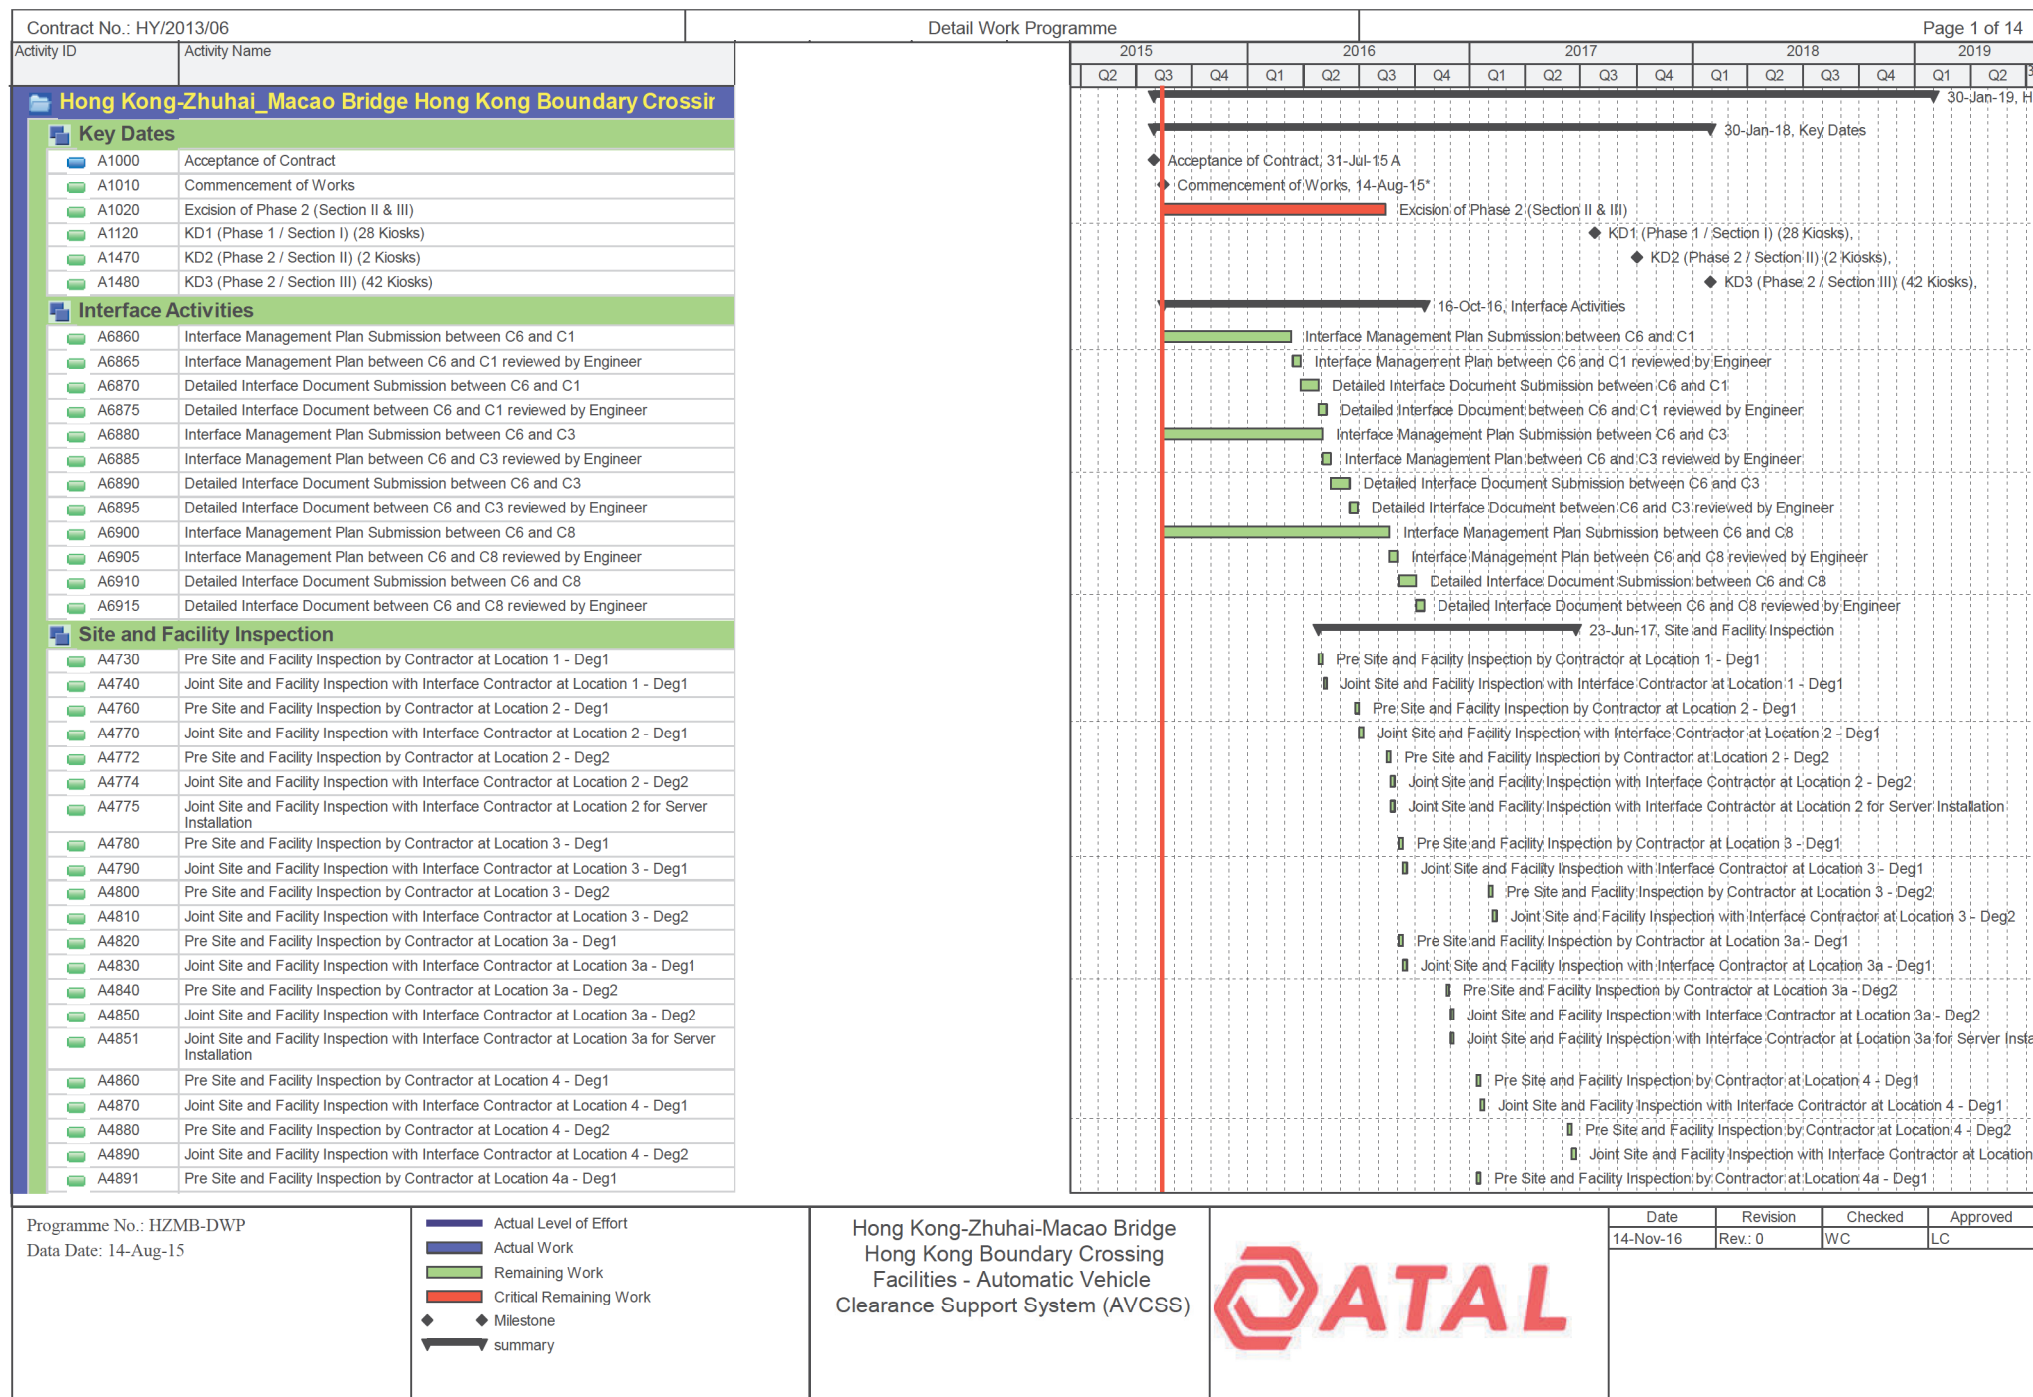 Contract No.: HY/2013/06
Detail Work Programme
Page 1 of 14
Activity ID
Activity Name
2015 2016 2017 2018 2019
Q2 Q3 Q4 Q1 Q2 Q3 Q4 Q1 Q2 Q3 Q4 Q1 Q2 Q3 Q4 Q1 Q2
Hong Kong-Zhuhai_Macao Bridge Hong Kong Boundary Crossir
30-Jan-19, H
Key Dates
30-Jan-18, Key Dates
A1000 Acceptance of Contract
Acceptance of Contract, 31-Jul-15 A
A1010 Commencement of Works
Commencement of Works, 14-Aug-15*
A1020 Excision of Phase 2 (Section II & III)
Excision of Phase 2 (Section II & III)
A1120 KD1 (Phase 1 / Section I) (28 Kiosks)
KD1 (Phase 1 / Section I) (28 Kiosks),
A1470 KD2 (Phase 2 / Section II) (2 Kiosks)
KD2 (Phase 2 / Section II) (2 Kiosks),
A1480 KD3 (Phase 2 / Section III) (42 Kiosks)
KD3 (Phase 2 / Section III) (42 Kiosks),
Interface Activities
16-Oct-16, Interface Activities
A6860 Interface Management Plan Submission between C6 and C1
Interface Management Plan Submission between C6 and C1
A6865 Interface Management Plan between C6 and C1 reviewed by Engineer
Interface Management Plan between C6 and C1 reviewed by Engineer
A6870 Detailed Interface Document Submission between C6 and C1
Detailed Interface Document Submission between C6 and C1
A6875 Detailed Interface Document between C6 and C1 reviewed by Engineer
Detailed Interface Document between C6 and C1 reviewed by Engineer
A6880 Interface Management Plan Submission between C6 and C3
Interface Management Plan Submission between C6 and C3
A6885 Interface Management Plan between C6 and C3 reviewed by Engineer
Interface Management Plan between C6 and C3 reviewed by Engineer
A6890 Detailed Interface Document Submission between C6 and C3
Detailed Interface Document Submission between C6 and C3
A6895 Detailed Interface Document between C6 and C3 reviewed by Engineer
Detailed Interface Document between C6 and C3 reviewed by Engineer
A6900 Interface Management Plan Submission between C6 and C8
Interface Management Plan Submission between C6 and C8
A6905 Interface Management Plan between C6 and C8 reviewed by Engineer
Interface Management Plan between C6 and C8 reviewed by Engineer
A6910 Detailed Interface Document Submission between C6 and C8
Detailed Interface Document Submission between C6 and C8
A6915 Detailed Interface Document between C6 and C8 reviewed by Engineer
Detailed Interface Document between C6 and C8 reviewed by Engineer
Site and Facility Inspection
23-Jun-17, Site and Facility Inspection
A4730 Pre Site and Facility Inspection by Contractor at Location 1 - Deg1
Pre Site and Facility Inspection by Contractor at Location 1 - Deg1
A4740 Joint Site and Facility Inspection with Interface Contractor at Location 1 - Deg1
Joint Site and Facility Inspection with Interface Contractor at Location 1 - Deg1
A4760 Pre Site and Facility Inspection by Contractor at Location 2 - Deg1
Pre Site and Facility Inspection by Contractor at Location 2 - Deg1
A4770 Joint Site and Facility Inspection with Interface Contractor at Location 2 - Deg1
Joint Site and Facility Inspection with Interface Contractor at Location 2 - Deg1
A4772 Pre Site and Facility Inspection by Contractor at Location 2 - Deg2
Pre Site and Facility Inspection by Contractor at Location 2 - Deg2
A4774 Joint Site and Facility Inspection with Interface Contractor at Location 2 - Deg2
Joint Site and Facility Inspection with Interface Contractor at Location 2 - Deg2
A4775 Joint Site and Facility Inspection with Interface Contractor at Location 2 for Server
Installation
Joint Site and Facility Inspection with Interface Contractor at Location 2 for Server Installation
A4780 Pre Site and Facility Inspection by Contractor at Location 3 - Deg1
Pre Site and Facility Inspection by Contractor at Location 3 - Deg1
A4790 Joint Site and Facility Inspection with Interface Contractor at Location 3 - Deg1
Joint Site and Facility Inspection with Interface Contractor at Location 3 - Deg1
A4800 Pre Site and Facility Inspection by Contractor at Location 3 - Deg2
Pre Site and Facility Inspection by Contractor at Location 3 - Deg2
A4810 Joint Site and Facility Inspection with Interface Contractor at Location 3 - Deg2
Joint Site and Facility Inspection with Interface Contractor at Location 3 - Deg2
A4820 Pre Site and Facility Inspection by Contractor at Location 3a - Deg1
Pre Site and Facility Inspection by Contractor at Location 3a - Deg1
A4830 Joint Site and Facility Inspection with Interface Contractor at Location 3a - Deg1
Joint Site and Facility Inspection with Interface Contractor at Location 3a - Deg1
A4840 Pre Site and Facility Inspection by Contractor at Location 3a - Deg2
Pre Site and Facility Inspection by Contractor at Location 3a - Deg2
A4850 Joint Site and Facility Inspection with Interface Contractor at Location 3a - Deg2
Joint Site and Facility Inspection with Interface Contractor at Location 3a - Deg2
A4851 Joint Site and Facility Inspection with Interface Contractor at Location 3a for Server
Installation
Joint Site and Facility Inspection with Interface Contractor at Location 3a for Server Insta
A4860 Pre Site and Facility Inspection by Contractor at Location 4 - Deg1
Pre Site and Facility Inspection by Contractor at Location 4 - Deg1
A4870 Joint Site and Facility Inspection with Interface Contractor at Location 4 - Deg1
Joint Site and Facility Inspection with Interface Contractor at Location 4 - Deg1
A4880 Pre Site and Facility Inspection by Contractor at Location 4 - Deg2
Pre Site and Facility Inspection by Contractor at Location 4 - Deg2
A4890 Joint Site and Facility Inspection with Interface Contractor at Location 4 - Deg2
Joint Site and Facility Inspection with Interface Contractor at Location
A4891 Pre Site and Facility Inspection by Contractor at Location 4a - Deg1
Pre Site and Facility Inspection by Contractor at Location 4a - Deg1
Programme No.: HZMB-DWP
Data Date: 14-Aug-15
Actual Level of Effort
Actual Work
Remaining Work
Critical Remaining Work
Milestone
summary
Hong Kong-Zhuhai-Macao Bridge
Hong Kong Boundary Crossing
Facilities - Automatic Vehicle
Clearance Support System (AVCSS)
ATAL
Date Revision Checked Approved
14-Nov-16 Rev.: 0 WC LC